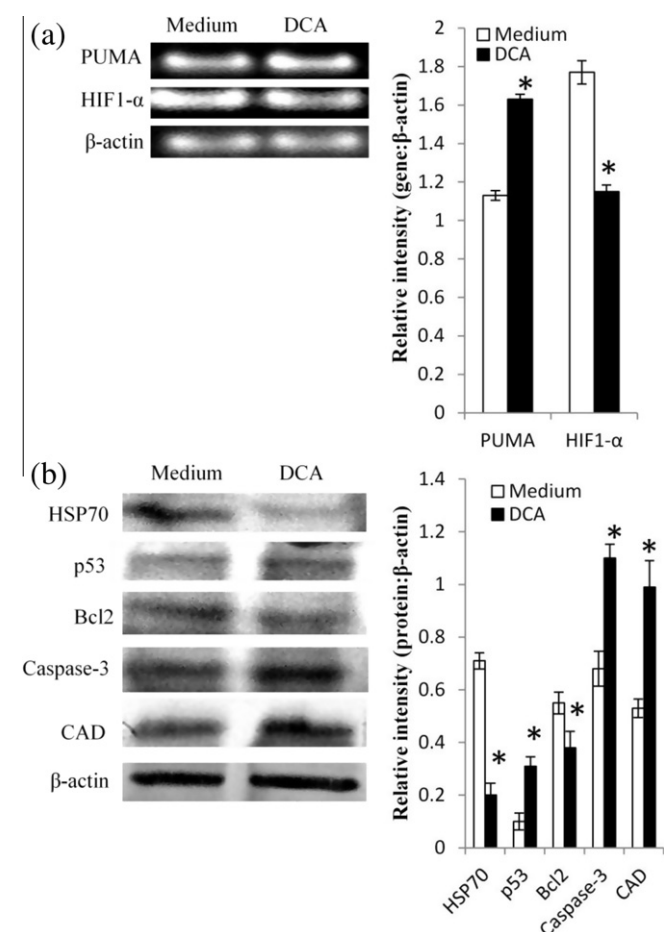 (a)
Medium DCA
PUMA
HIF1-α
β-actin
Relative intensity (gene:β-actin)
2
1.8
1.6
1.4
1.2
1
0.8
0.6
0.4
0.2
0
Medium
DCA
*
*
PUMA HIF1-α
(b)
Medium DCA
HSP70
p53
Bcl2
Caspase-3
CAD
β-actin
Relative intensity (protein:β-actin)
1.4
1.2
1
0.8
0.6
0.4
0.2
0
Medium
DCA
*
*
*
*
*
HSP70
p53
Bcl2
Caspase-3
CAD